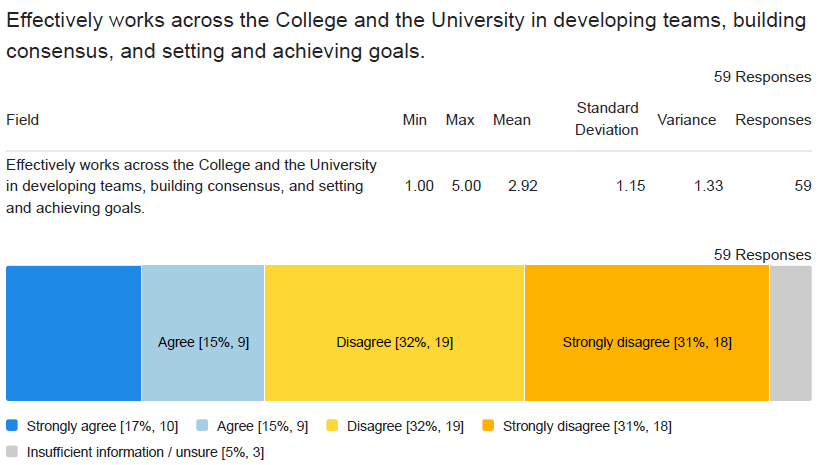 Effectively works across the College and the University in developing teams, building
consensus, and setting and achieving goals.
59 Responses
Field Min Max Mean Standard Deviation Variance Responses
Effectively works across the College and the University
in developing teams, building consensus, and setting
and achieving goals.
1.00 5.00 2.92 1.15 1.33 59
59 Responses
Agree [15%, 9] Disagree [32%, 19] Strongly disagree [31%, 18]
Strongly agree [17%, 10] Agree [15%, 9] Disagree [32%, 19] Strongly disagree [31%, 18]
Insufficient information / unsure [5%, 3]